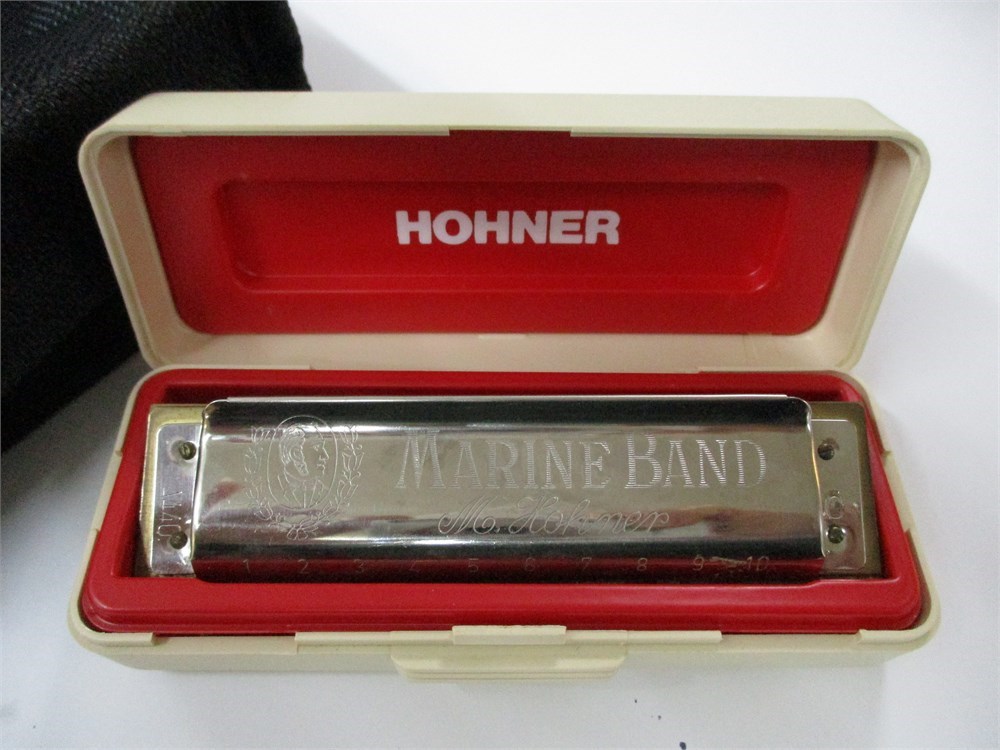 HOHNER
MARINE BAND
M. Hohner
1 2 3 4 5 6 7 8 9 10
C